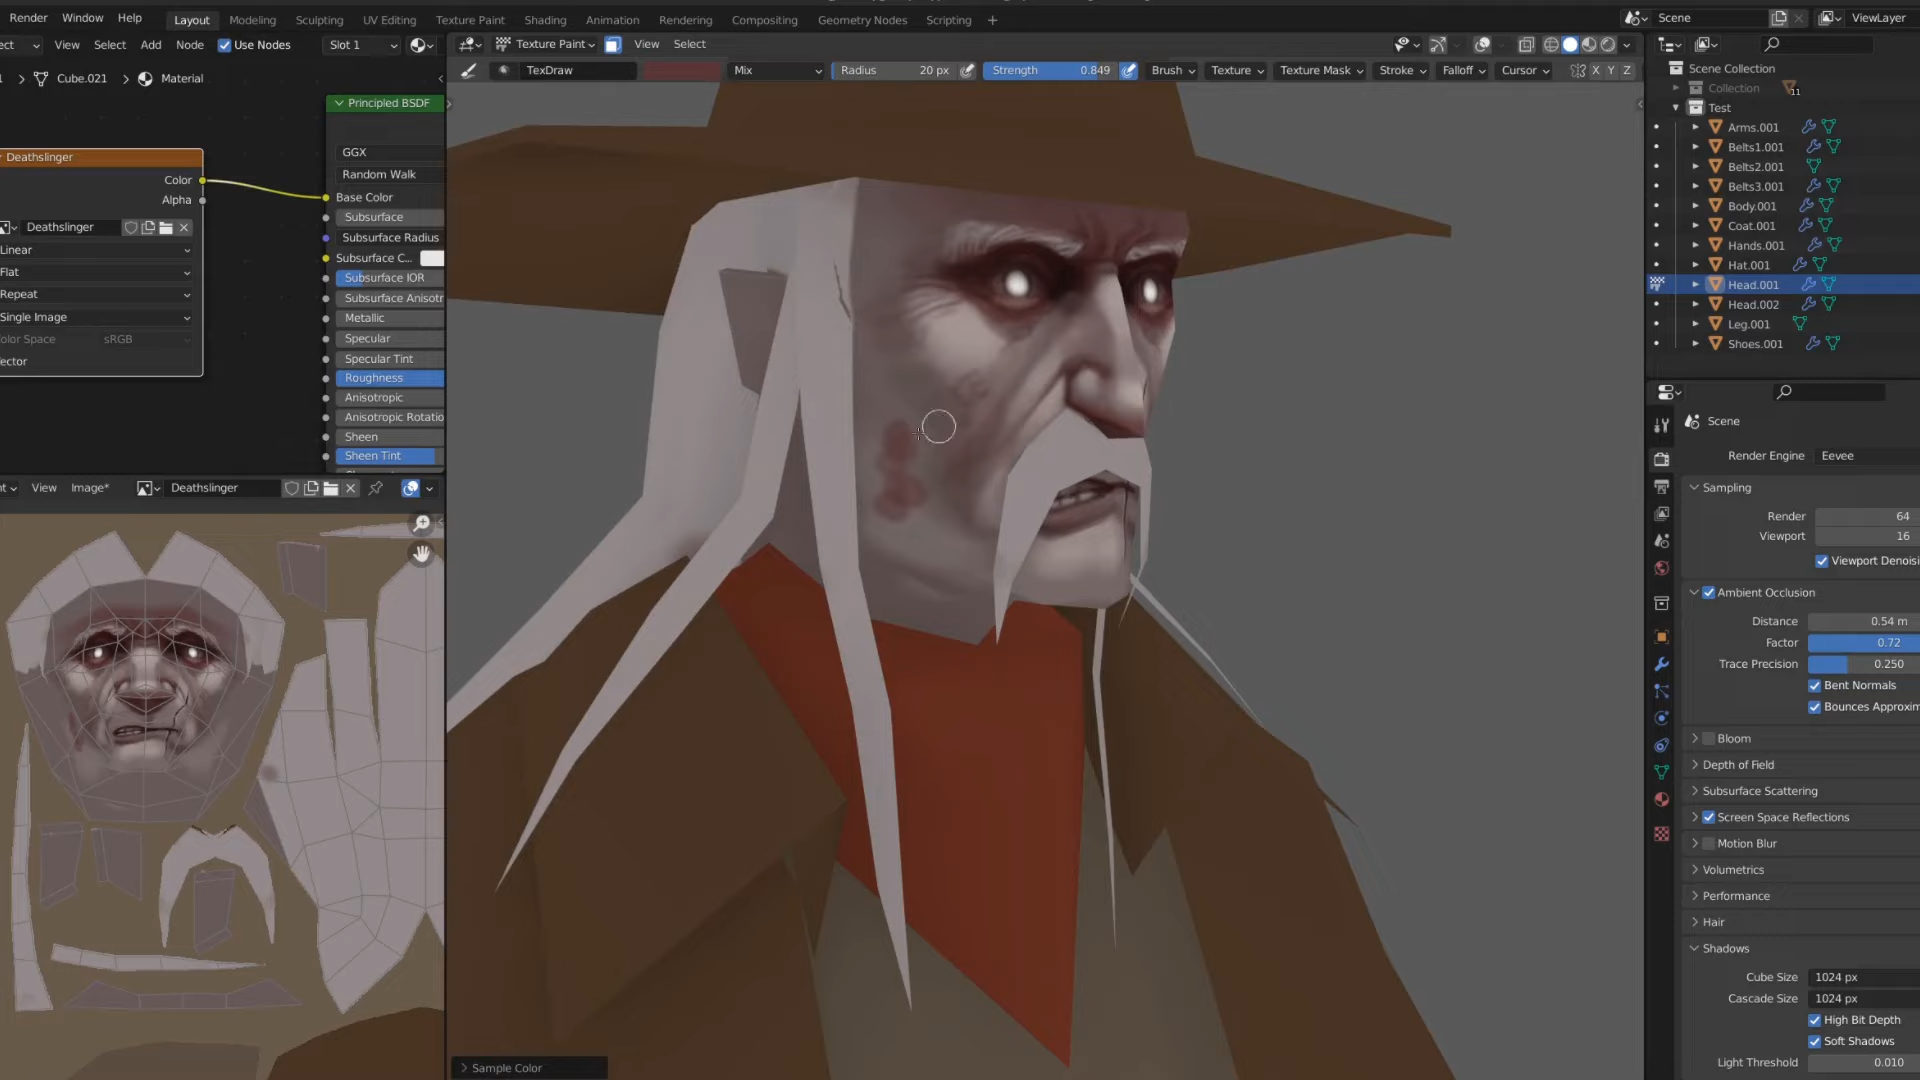 Render Window Help Layout Modeling Sculpting UV Editing Texture Paint Shading Animation Rendering Compositing Geometry Nodes Scripting + Scene ViewLayer
View Select Add Node Use Nodes Slot 1 Texture Paint View Select
Cube.021 > Material
TexDraw Mix Radius 20 px Strength 0.849 Brush Texture Texture Mask Stroke Falloff Cursor X Y Z
Principled BSDF
GGX
Random Walk
Base Color
Subsurface
Subsurface Radius
Subsurface C...
Subsurface IOR
Subsurface Anisotr
Metallic
Specular
Specular Tint
Roughness
Anisotropic
Anisotropic Rotatio
Sheen
Sheen Tint
Deathslinger
Color
Alpha
Deathslinger
Linear
Flat
Repeat
Single Image
olor Space sRGB
ector
View Image* Deathslinger
Sample Color
Scene Collection
Collection 11
Test
Arms.001
Belts1.001
Belts2.001
Belts3.001
Body.001
Coat.001
Hands.001
Hat.001
Head.001
Head.002
Leg.001
Shoes.001
Scene
Render Engine Eevee
Sampling
Render 64
Viewport 16
Viewport Denoisi
Ambient Occlusion
Distance 0.54 m
Factor 0.72
Trace Precision 0.250
Bent Normals
Bounces Approxim
Bloom
Depth of Field
Subsurface Scattering
Screen Space Reflections
Motion Blur
Volumetrics
Performance
Hair
Shadows
Cube Size 1024 px
Cascade Size 1024 px
High Bit Depth
Soft Shadows
Light Threshold 0.010